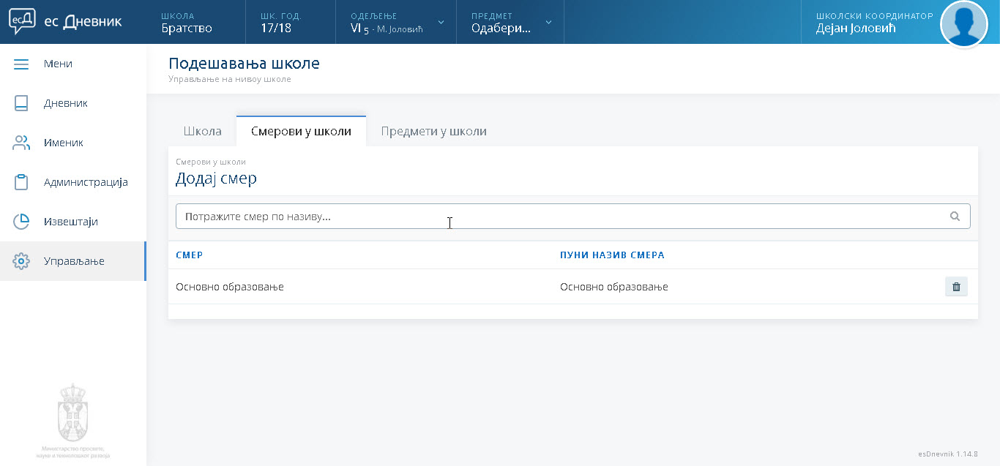 есД ес Дневник
ШКОЛА
Братство
ШК. ГОД.
17/18
ОДЕЉЕЊЕ
VI 5 - М. Јоловић
ПРЕДМЕТ
Одабери...
ШКОЛСКИ КООРДИНАТОР
Дејан Јоловић
Мени
Дневник
Именик
Администрација
Извештаји
Управљање
Министарство просвете,
науке и технолошког развоја
Подешавања школе
Управљање на нивоу школе
Школа
Смерови у школи
Предмети у школи
Смерови у школи
Додај смер
Потражите смер по називу...
СМЕР
ПУНИ НАЗИВ СМЕРА
Основно образовање
Основно образовање
esDnevnik 1.14.8